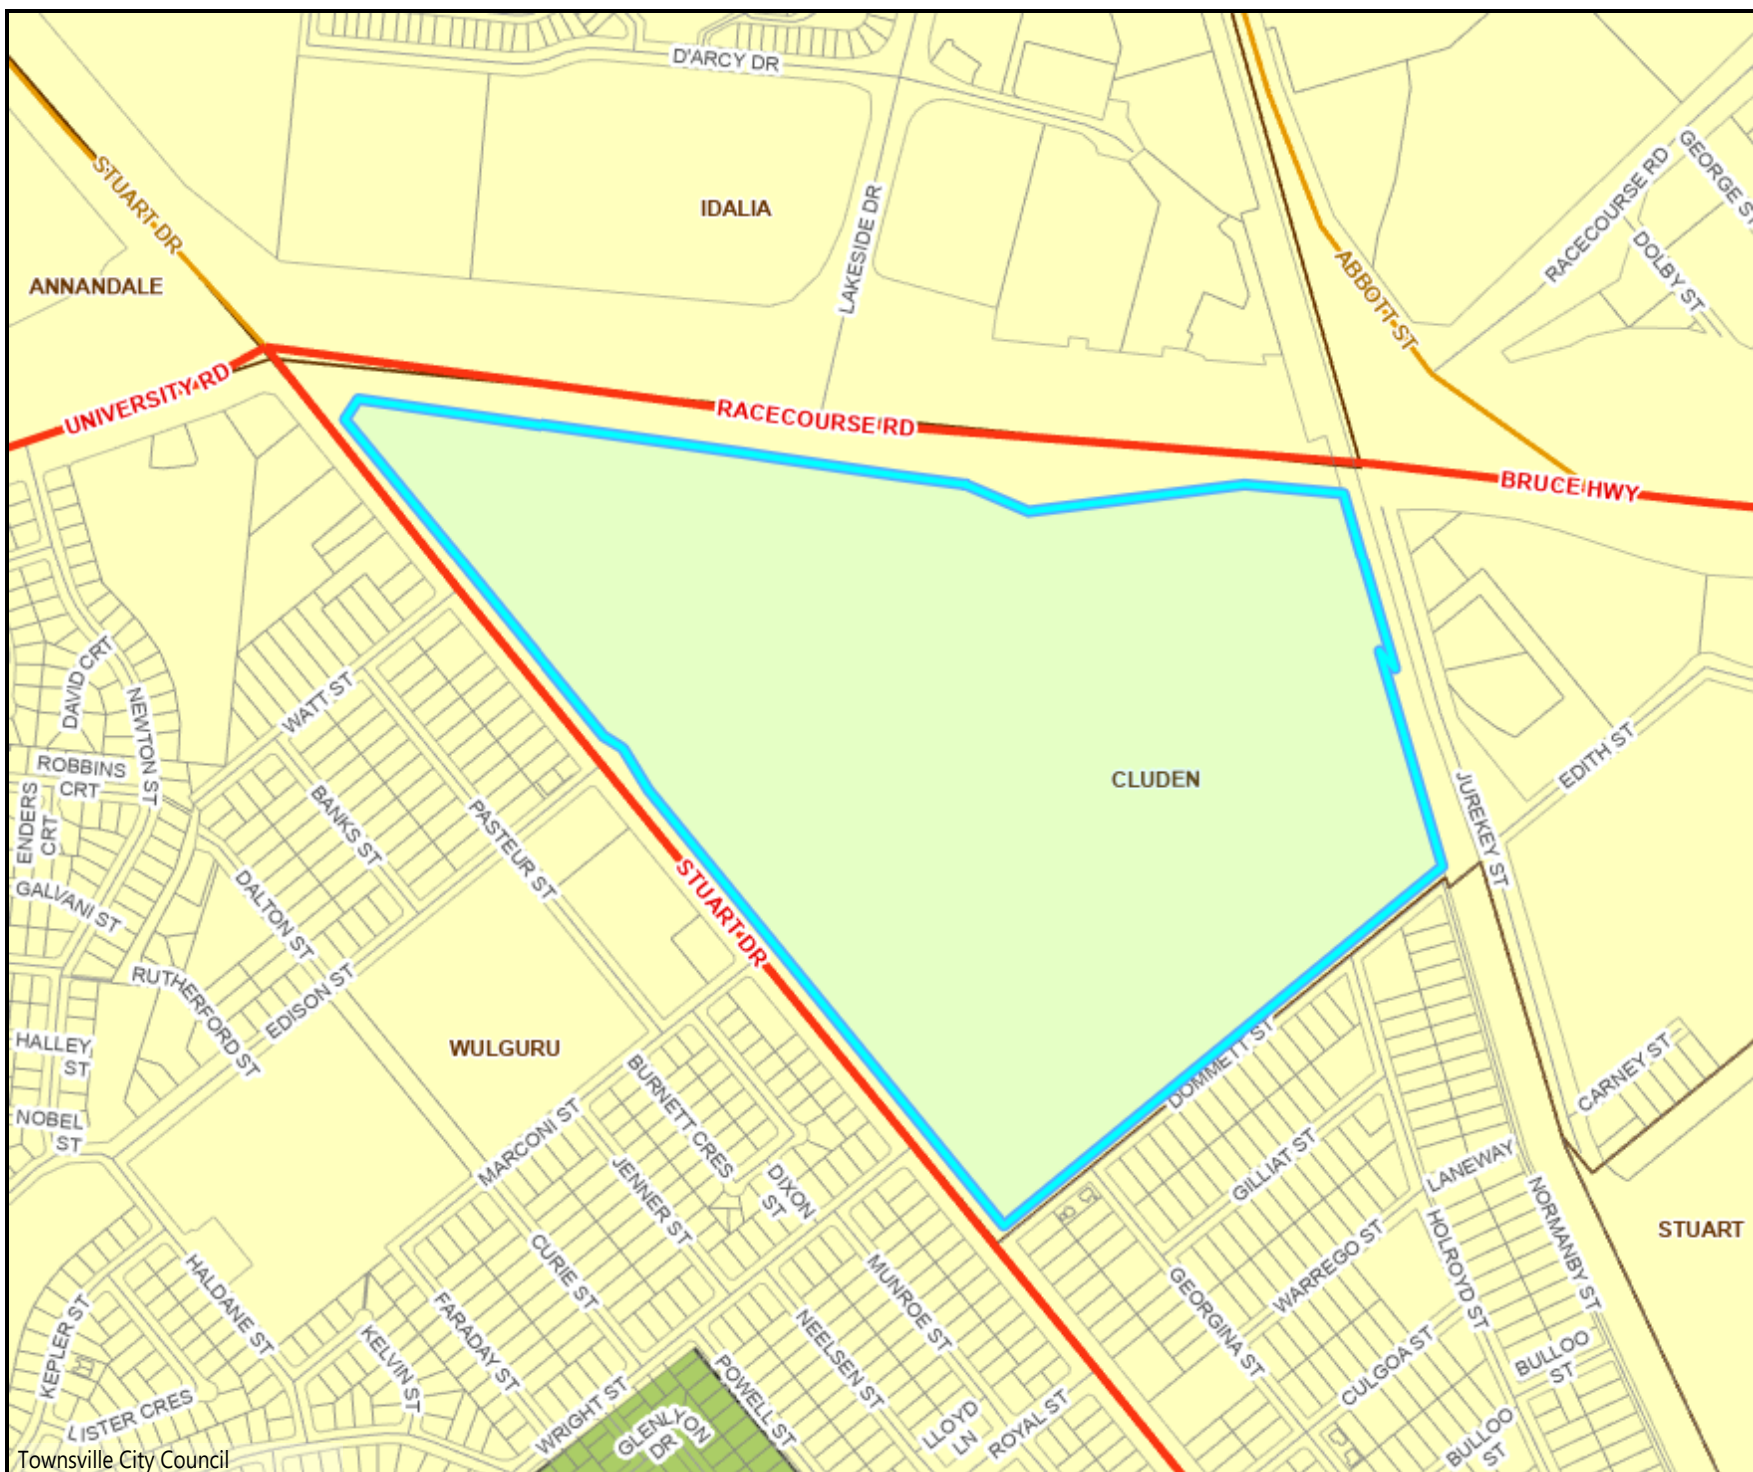 D'ARCY DR
STUART DR
IDALIA
LAKESIDE DR
RACECOURSE RD
GEORGE ST
DOLBY ST
ABBOTT ST
ANNANDALE
UNIVERSITY RD
RACECOURSE RD
BRUCE HWY
DAVID CRT
NEWTON ST
WATT ST
ROBBINS
CRT
ENDERS
CRT
BANKS ST
PASTEUR ST
CLUDEN
EDITH ST
JUREKEY ST
GALVANI ST
DALTON ST
STUART DR
RUTHERFORD ST
EDISON ST
HALLEY
ST
WULGURU
NOBEL
ST
MARCONI ST
BURNETT CRES
JENNER ST
DIXON
ST
DOMMETT ST
GILLIAT ST
CARNEY ST
LANEWAY
NORMANBY ST
HOLROYD ST
WARREGO ST
STUART
HALDANE ST
CURIE ST
MUNROE ST
GEORGINA ST
KEPLER ST
FARADAY ST
KELVIN ST
NEELSEN ST
CULGOA ST
BULLOO
ST
LISTER CRES
WRIGHT ST
GLENLYON
DR
POWELL ST
LLOYD
LN
ROYAL ST
BULLOO
ST
Townsville City Council